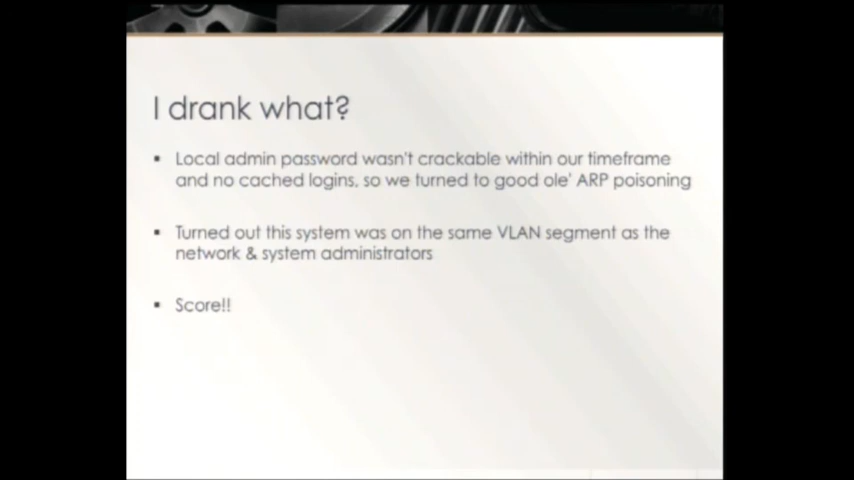 I drank what?
▪ Local admin password wasn't crackable within our timeframe
and no cached logins, so we turned to good ole' ARP poisoning
▪ Turned out this system was on the same VLAN segment as the
network & system administrators
▪ Score!!